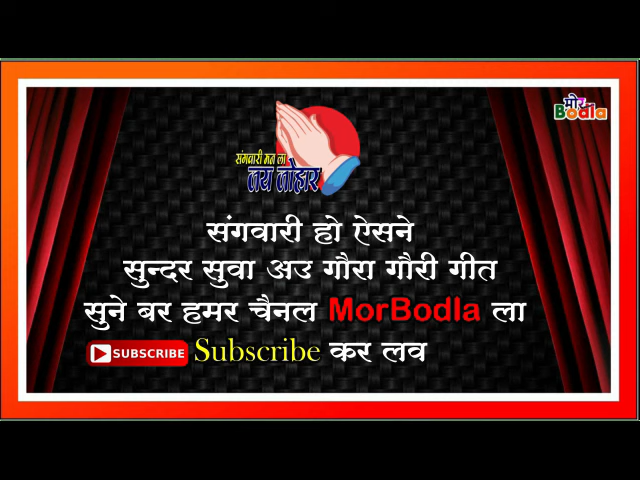 मोर
Bodla
संगवारी मन ला
जय जोहार
संगवारी हो ऐसने
सुन्दर सुवा अउ गौरा गौरी गीत
सुने बर हमर चैनल MorBodla ला
SUBSCRIBE Subscribe कर लव